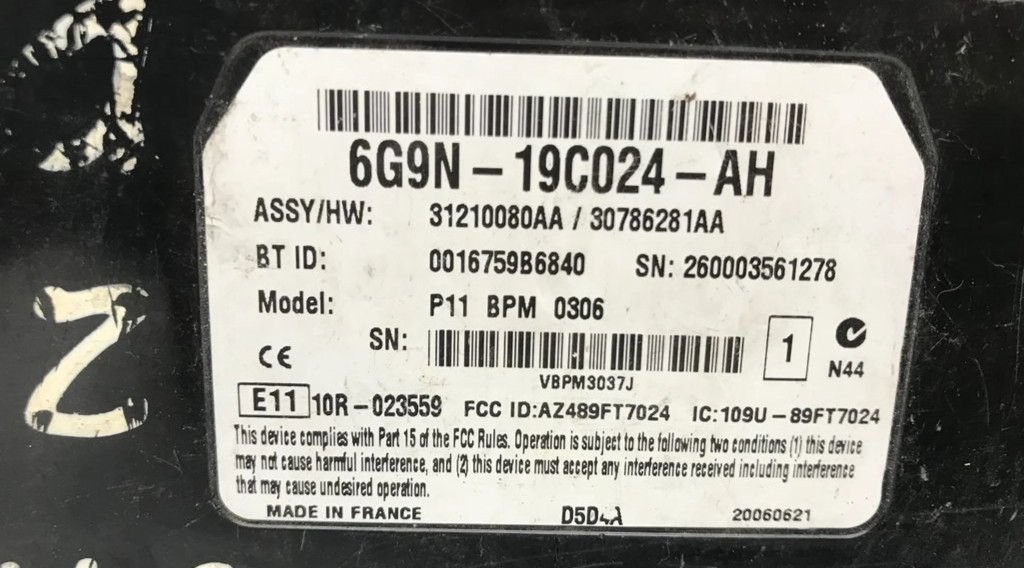 6G9N-19C024-AH
ASSY/HW: 31210080AA / 30786281AA
BT ID: 0016759B6840 SN: 260003561278
Model: P11 BPM 0306
SN:
1
N44
CE
VBPM3037J
E11 10R-023559 FCC ID:AZ489FT7024 IC:109U-89FT7024
This device complies with Part 15 of the FCC Rules. Operation is subject to the following two conditions (1) this device
may not cause harmful interference, and (2) this device must accept any interference received including interference
that may cause undesired operation.
MADE IN FRANCE 20060621
Z